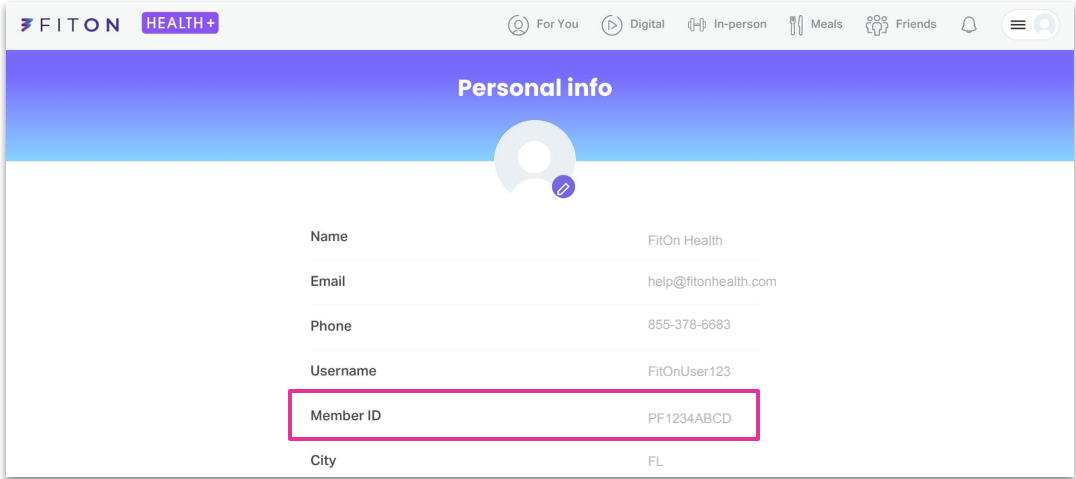 FITON HEALTH+ For You Digital In-person Meals Friends
Personal info
Name FitOn Health
Email help@fitonhealth.com
Phone 855-378-6683
Username FitOnUser123
Member ID PF1234ABCD
City FL